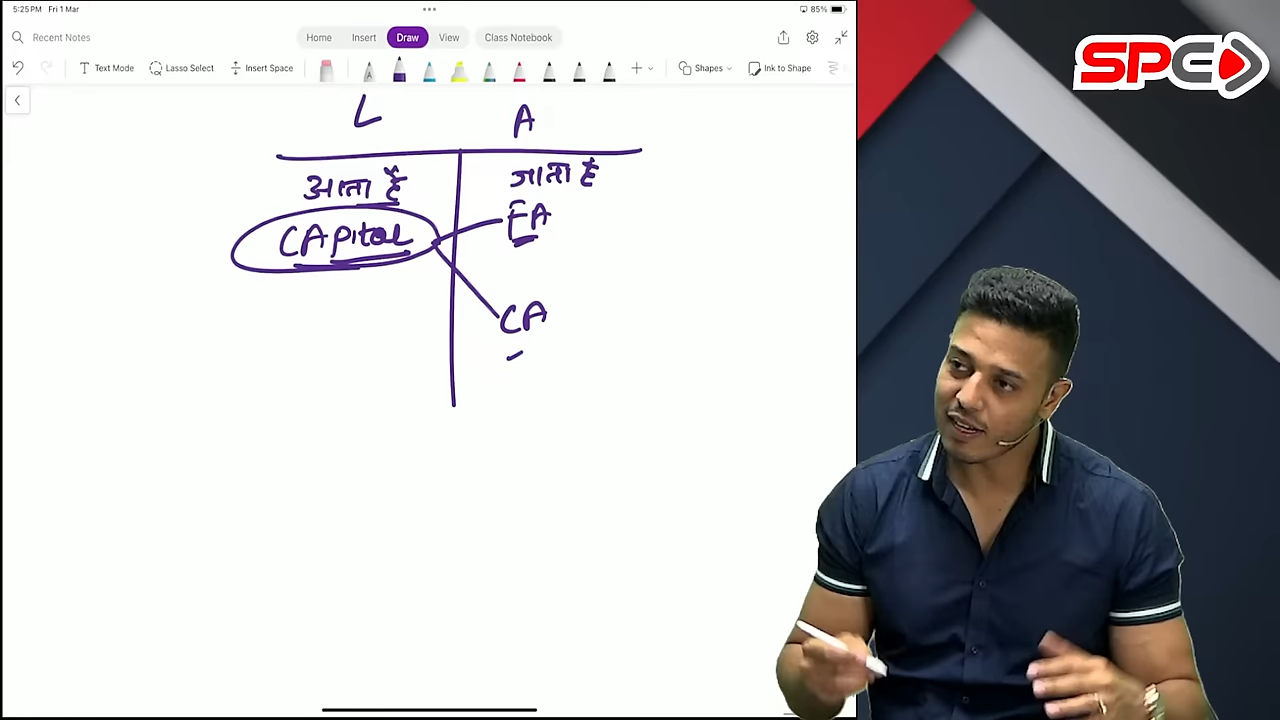 5:25 PM Fri 1 Mar
85%
Recent Notes
Home Insert Draw View Class Notebook
Text Mode Lasso Select Insert Space Shapes Ink to Shape
SPC
L A
आता है जाता है
CApital FA
CA